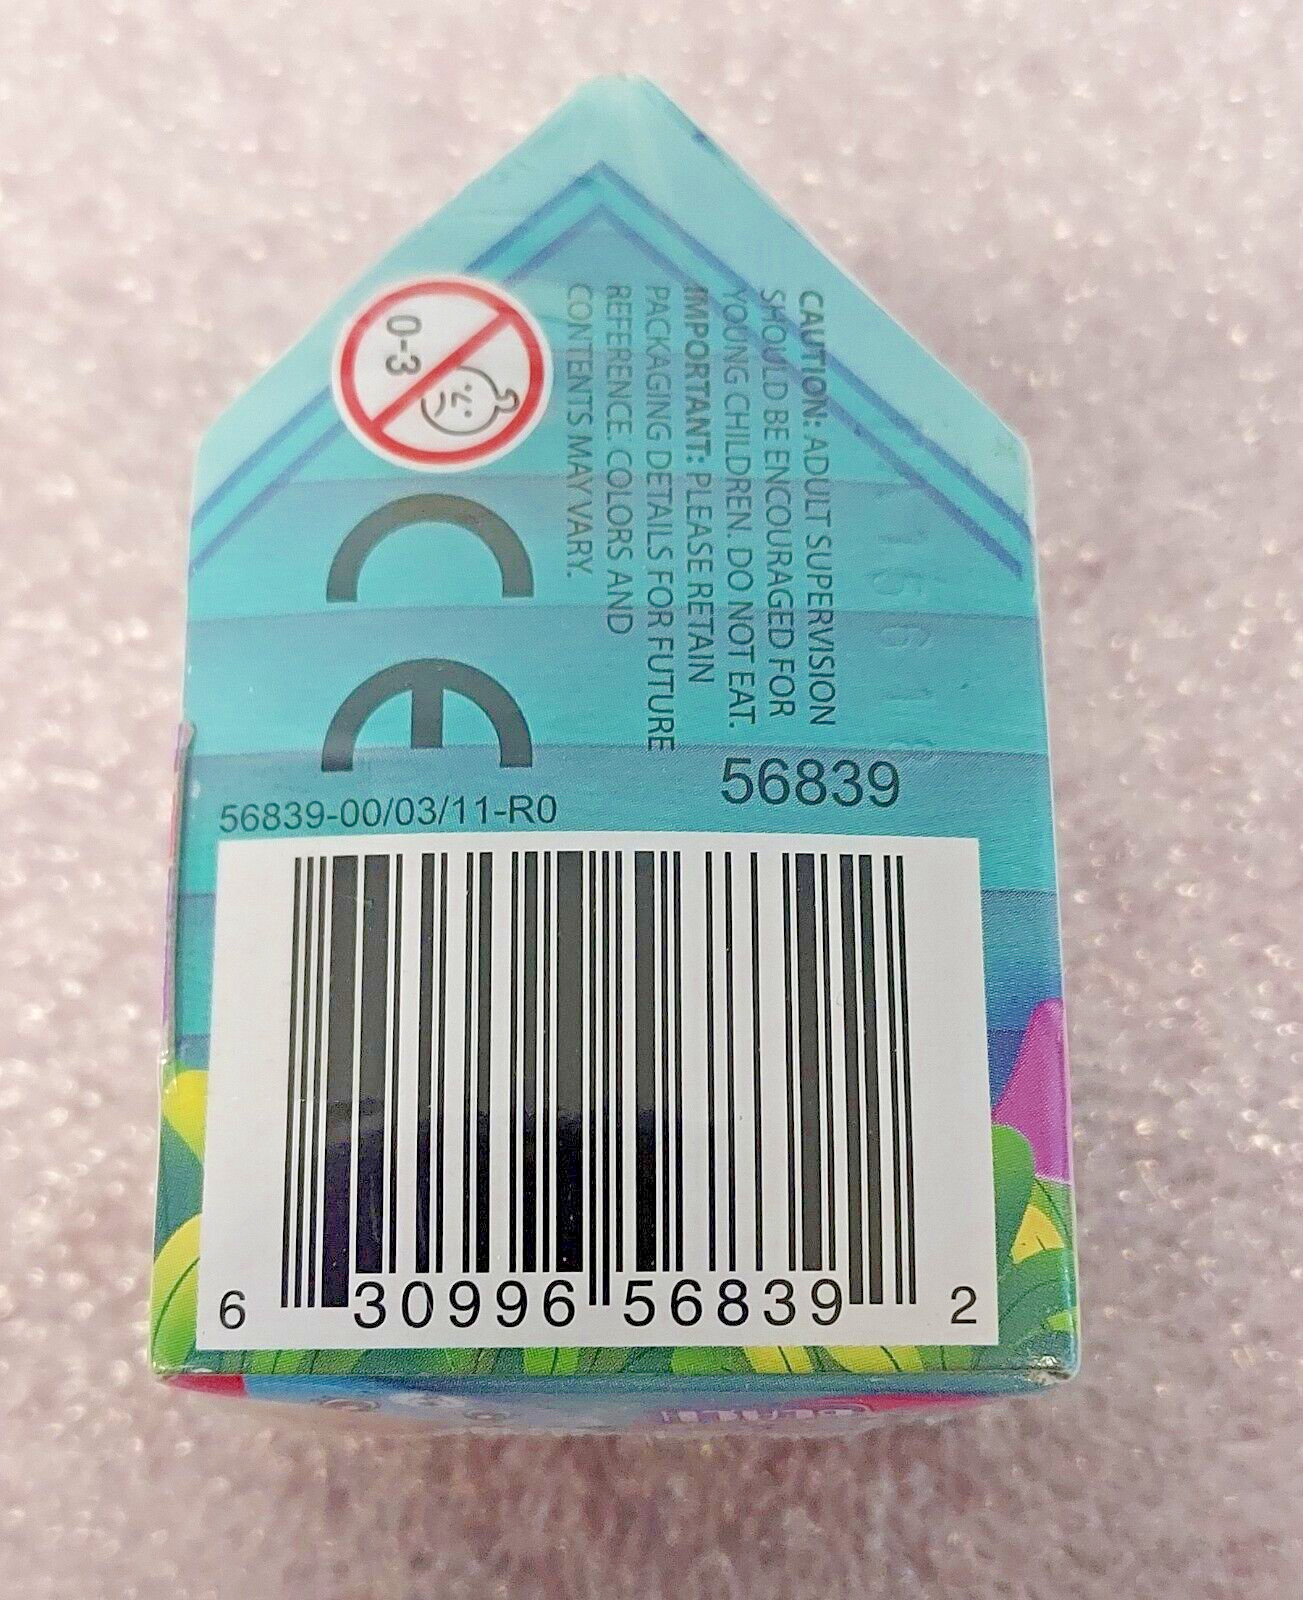 CAUTION: ADULT SUPERVISION
SHOULD BE ENCOURAGED FOR
YOUNG CHILDREN. DO NOT EAT.
IMPORTANT: PLEASE RETAIN
PACKAGING DETAILS FOR FUTURE
REFERENCE. COLORS AND
CONTENTS MAY VARY.
0-3
CE
56839
56839-00/03/11-R0
6 30996 56839 2